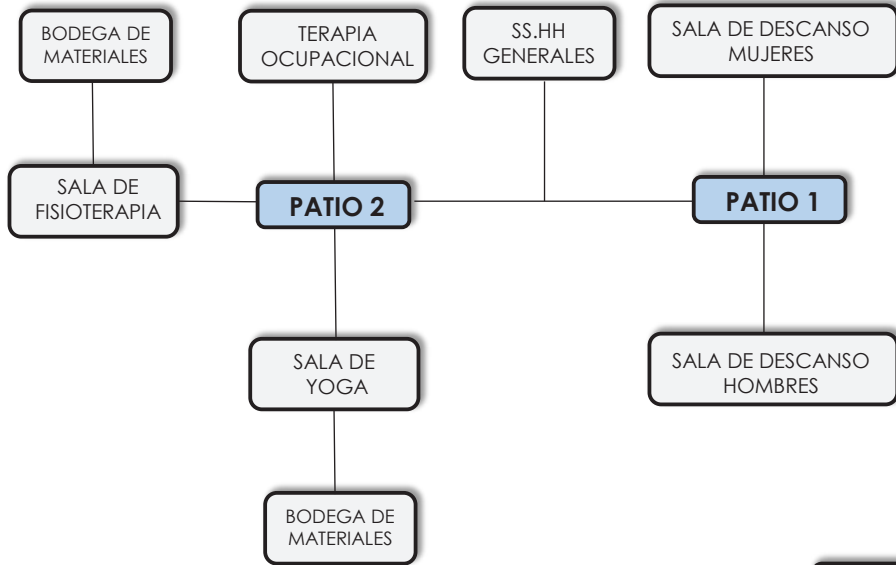 BODEGA DE
MATERIALES
TERAPIA
OCUPACIONAL
SS.HH
GENERALES
SALA DE DESCANSO
MUJERES
SALA DE
FISIOTERAPIA
PATIO 2
PATIO 1
SALA DE
YOGA
SALA DE DESCANSO
HOMBRES
BODEGA DE
MATERIALES